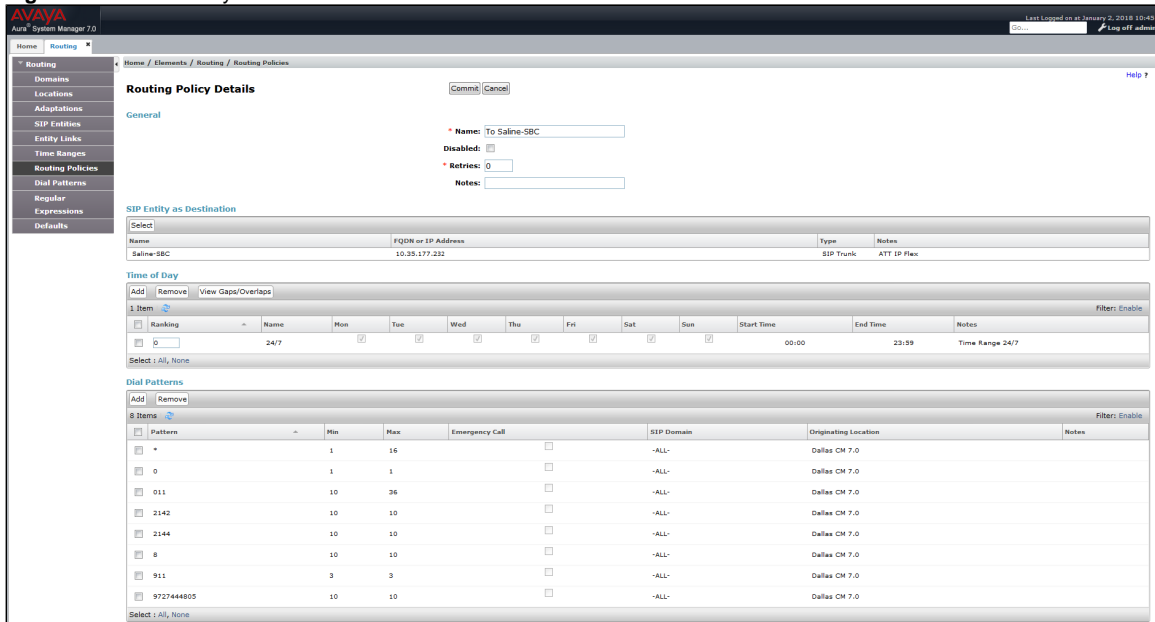 AVAYA
Aura® System Manager 7.0
Last Logged on at January 2, 2018 10:45
Go...
Log off admin
Home Routing ×
Routing
Domains
Locations
Adaptations
SIP Entities
Entity Links
Time Ranges
Routing Policies
Dial Patterns
Regular
Expressions
Defaults
Home / Elements / Routing / Routing Policies
Help ?
Routing Policy Details
Commit Cancel
General
* Name: To Saline-SBC
Disabled:
* Retries: 0
Notes:
SIP Entity as Destination
Select
Name FQDN or IP Address Type Notes
Saline-SBC 10.35.177.232 SIP Trunk ATT IP Flex
Time of Day
Add Remove View Gaps/Overlaps
1 Item Filter: Enable
Ranking Name Mon Tue Wed Thu Fri Sat Sun Start Time End Time Notes
0 24/7 00:00 23:59 Time Range 24/7
Select : All, None
Dial Patterns
Add Remove
8 Items Filter: Enable
Pattern Min Max Emergency Call SIP Domain Originating Location Notes
* 1 16 -ALL- Dallas CM 7.0
0 1 1 -ALL- Dallas CM 7.0
011 10 36 -ALL- Dallas CM 7.0
2142 10 10 -ALL- Dallas CM 7.0
2144 10 10 -ALL- Dallas CM 7.0
8 10 10 -ALL- Dallas CM 7.0
911 3 3 -ALL- Dallas CM 7.0
9727444805 10 10 -ALL- Dallas CM 7.0
Select : All, None